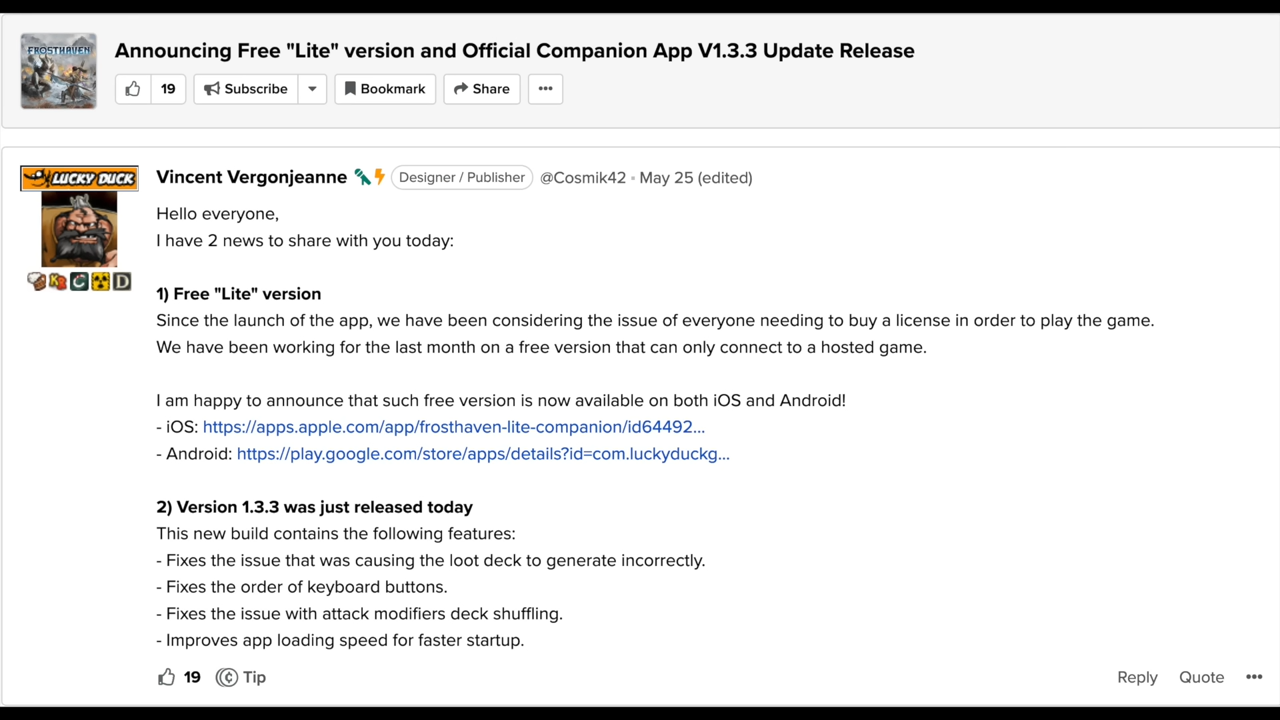 FROSTHAVEN
Announcing Free "Lite" version and Official Companion App V1.3.3 Update Release
19 Subscribe Bookmark Share
LUCKY DUCK
Vincent Vergonjeanne Designer / Publisher @Cosmik42 • May 25 (edited)
Hello everyone,
I have 2 news to share with you today:
1) Free "Lite" version
Since the launch of the app, we have been considering the issue of everyone needing to buy a license in order to play the game.
We have been working for the last month on a free version that can only connect to a hosted game.
I am happy to announce that such free version is now available on both iOS and Android!
- iOS: https://apps.apple.com/app/frosthaven-lite-companion/id64492...
- Android: https://play.google.com/store/apps/details?id=com.luckyduckg...
2) Version 1.3.3 was just released today
This new build contains the following features:
- Fixes the issue that was causing the loot deck to generate incorrectly.
- Fixes the order of keyboard buttons.
- Fixes the issue with attack modifiers deck shuffling.
- Improves app loading speed for faster startup.
19 Tip Reply Quote